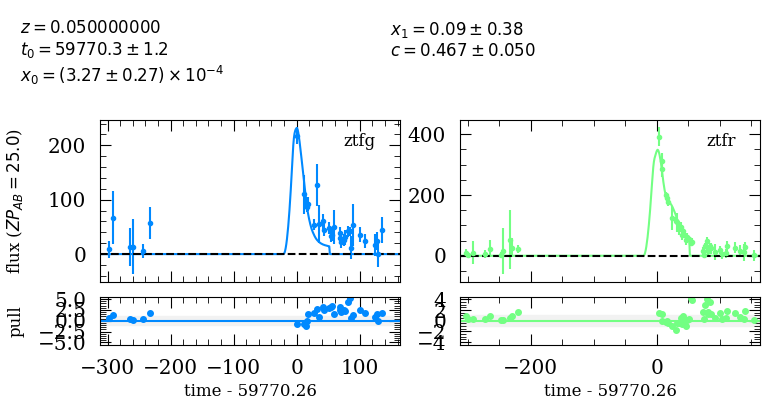 z = 0.050000000
t₀ = 59770.3 ± 1.2
x₀ = (3.27 ± 0.27) × 10⁻⁴
x₁ = 0.09 ± 0.38
c = 0.467 ± 0.050
flux (ZP_AB = 25.0)
200
100
0
ztfg
400
200
0
ztfr
pull
5.0
2.5
0.0
−2.5
−5.0
4
0
−4
−300 −200 −100 0 100
−200 0
time - 59770.26
time - 59770.26